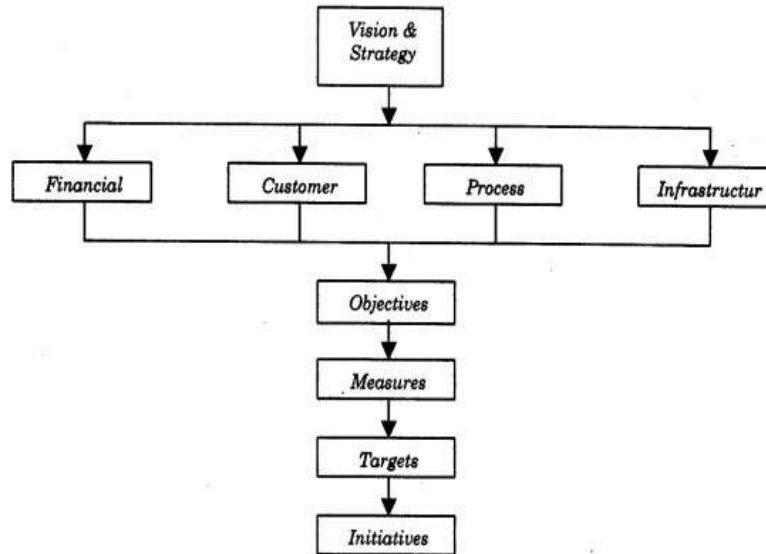 Vision &
Strategy
Financial
Customer
Process
Infrastructur
Objectives
Measures
Targets
Initiatives